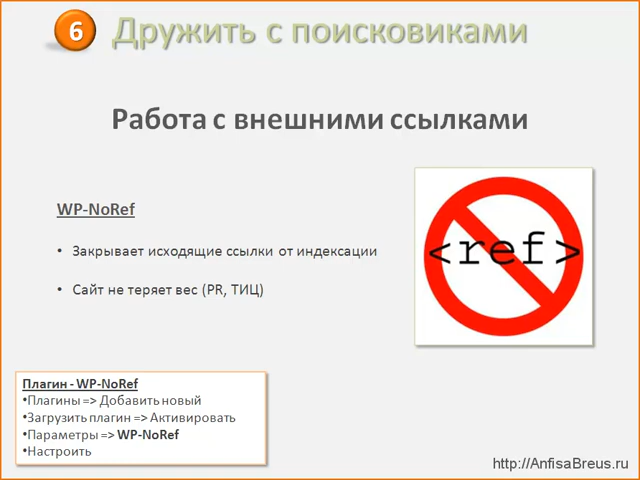 6 Дружить с поисковиками
Работа с внешними ссылками
WP-NoRef
• Закрывает исходящие ссылки от индексации
• Сайт не теряет вес (PR, ТИЦ)
<ref>
Плагин - WP-NoRef
•Плагины => Добавить новый
•Загрузить плагин => Активировать
•Параметры => WP-NoRef
•Настроить
http://AnfisaBreus.ru